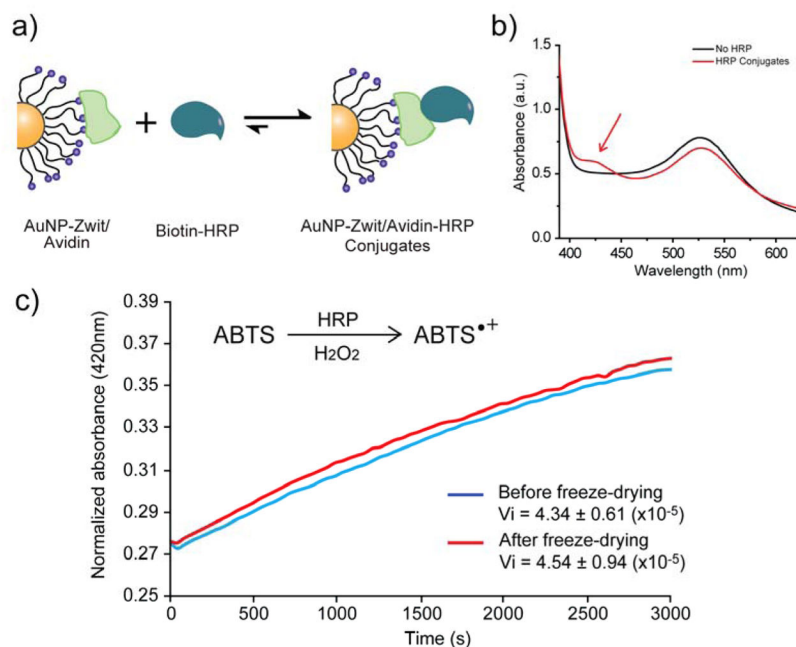 a)
AuNP-Zwit/
Avidin
+
Biotin-HRP
AuNP-Zwit/Avidin-HRP
Conjugates
b)
No HRP
HRP Conjugates
Absorbance (a.u.)
1.5
1.0
0.5
0.0
400
450
500
550
600
Wavelength (nm)
c)
Normalized absorbance (420nm)
0.39
0.37
0.35
0.33
0.31
0.29
0.27
0.25
ABTS
HRP
H2O2
ABTS•+
Before freeze-drying
Vi = 4.34 ± 0.61 (x10⁻⁵)
After freeze-drying
Vi = 4.54 ± 0.94 (x10⁻⁵)
0
500
1000
1500
2000
2500
3000
Time (s)